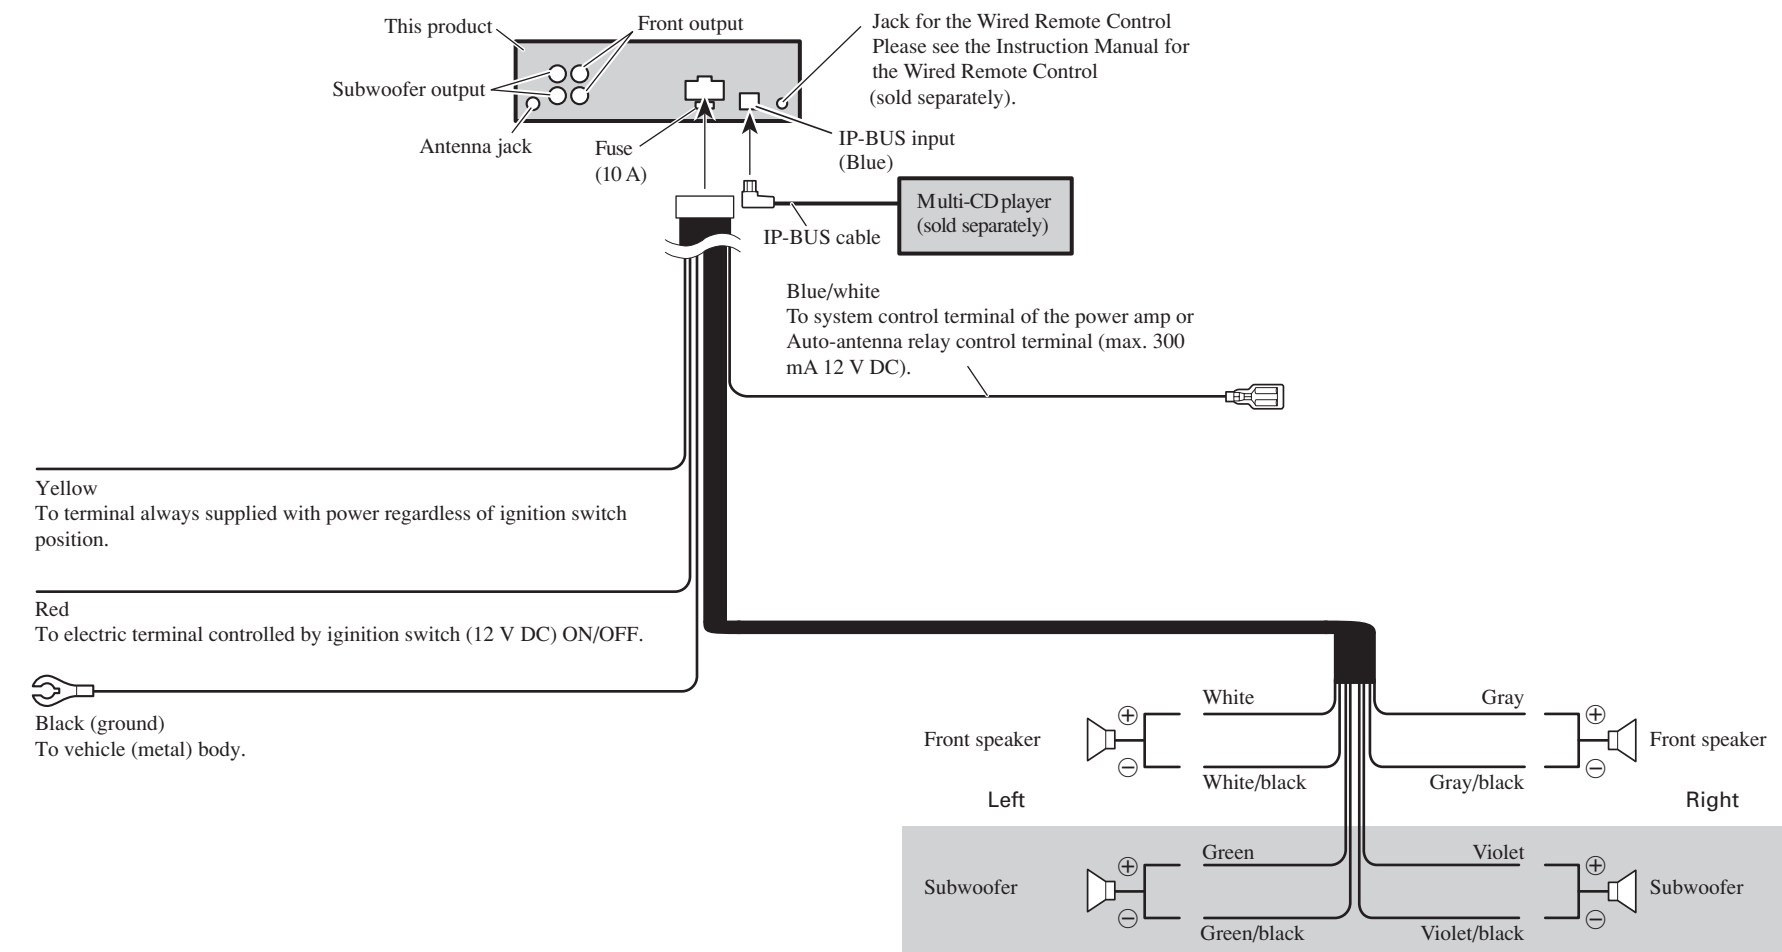 This product
Front output
Subwoofer output
Antenna jack
Fuse
(10 A)
Jack for the Wired Remote Control
Please see the Instruction Manual for
the Wired Remote Control
(sold separately).
IP-BUS input
(Blue)
Multi-CD player
(sold separately)
IP-BUS cable
Blue/white
To system control terminal of the power amp or
Auto-antenna relay control terminal (max. 300
mA 12 V DC).
Yellow
To terminal always supplied with power regardless of ignition switch
position.
Red
To electric terminal controlled by iginition switch (12 V DC) ON/OFF.
Black (ground)
To vehicle (metal) body.
White
Gray
⊕
⊕
Front speaker
Front speaker
⊖
⊖
White/black
Gray/black
Left
Right
Green
Violet
⊕
⊕
Subwoofer
Subwoofer
⊖
⊖
Green/black
Violet/black